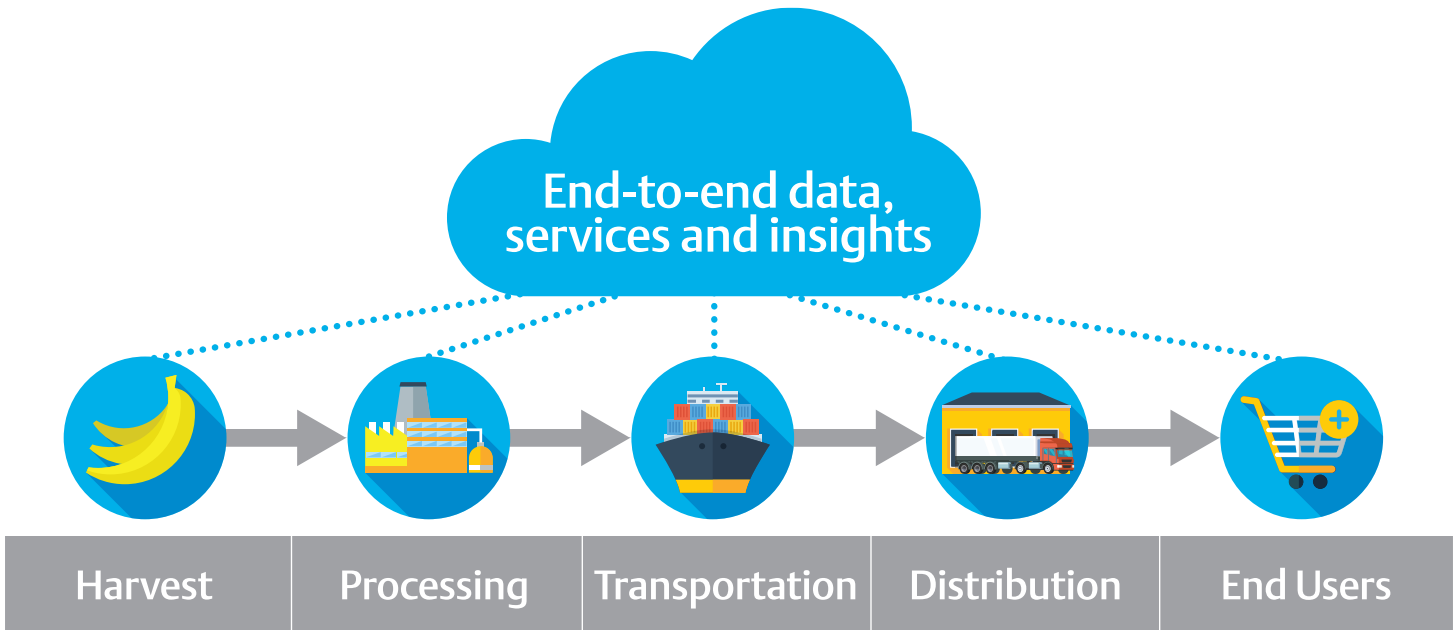 End-to-end data,
services and insights
Harvest
Processing
Transportation
Distribution
End Users